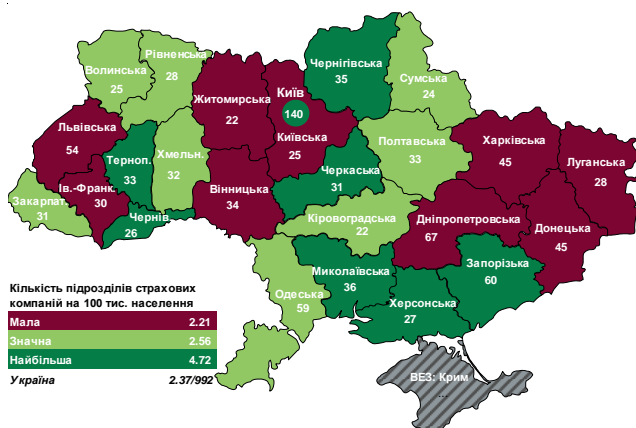 Чернігівська
35
Рівненська
28
Волинська
25
Сумська
24
Київ
140
Житомирська
22
Львівська
54
Київська
25
Полтавська
33
Харківська
45
Луганська
28
Терноп.
33
Хмельн.
32
Черкаська
31
Ів.-Франк.
30
Вінницька
34
Закарпат.
31
Чернів.
26
Кіровоградська
22
Дніпропетровська
67
Донецька
45
Запорізька
60
Миколаївська
36
Одеська
59
Херсонська
27
Кількість підрозділів страхових
компаній на 100 тис. населення
Мала 2.21
Значна 2.56
Найбільша 4.72
Україна 2.37/992
ВЕЗ: Крим
...